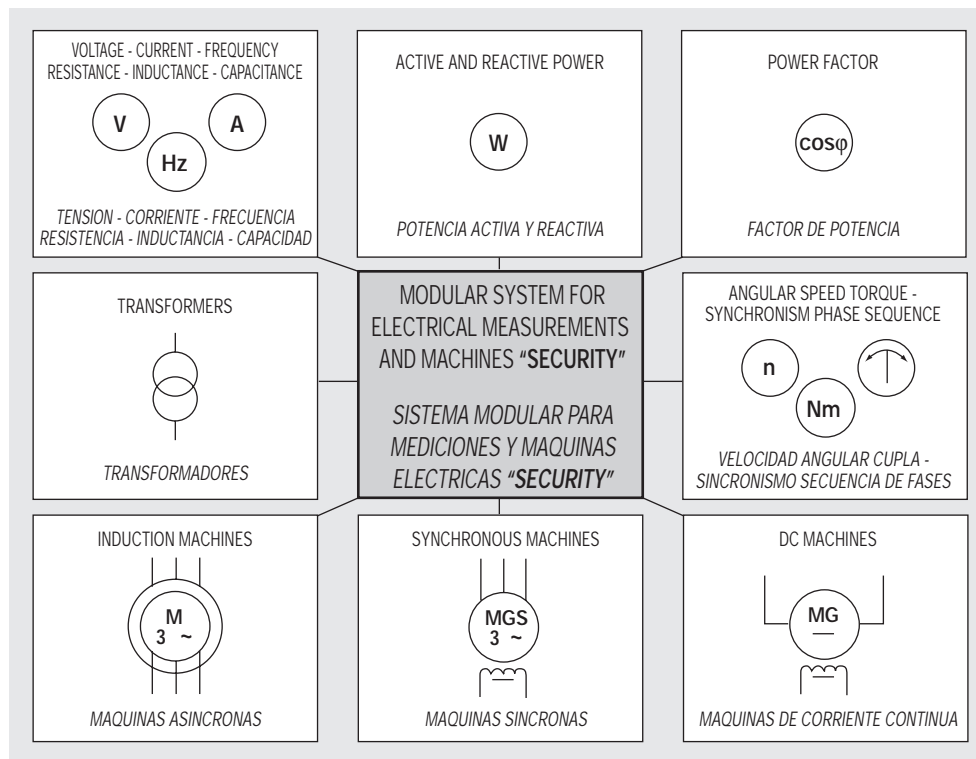 VOLTAGE - CURRENT - FREQUENCY
RESISTANCE - INDUCTANCE - CAPACITANCE
V
A
Hz
TENSION - CORRIENTE - FRECUENCIA
RESISTENCIA - INDUCTANCIA - CAPACIDAD
ACTIVE AND REACTIVE POWER
W
POTENCIA ACTIVA Y REACTIVA
POWER FACTOR
cosφ
FACTOR DE POTENCIA
TRANSFORMERS
TRANSFORMADORES
MODULAR SYSTEM FOR
ELECTRICAL MEASUREMENTS
AND MACHINES “SECURITY”
SISTEMA MODULAR PARA
MEDICIONES Y MAQUINAS
ELECTRICAS “SECURITY”
ANGULAR SPEED TORQUE -
SYNCHRONISM PHASE SEQUENCE
n
Nm
VELOCIDAD ANGULAR CUPLA -
SINCRONISMO SECUENCIA DE FASES
INDUCTION MACHINES
M
3 ~
MAQUINAS ASINCRONAS
SYNCHRONOUS MACHINES
MGS
3 ~
MAQUINAS SINCRONAS
DC MACHINES
MG
MAQUINAS DE CORRIENTE CONTINUA